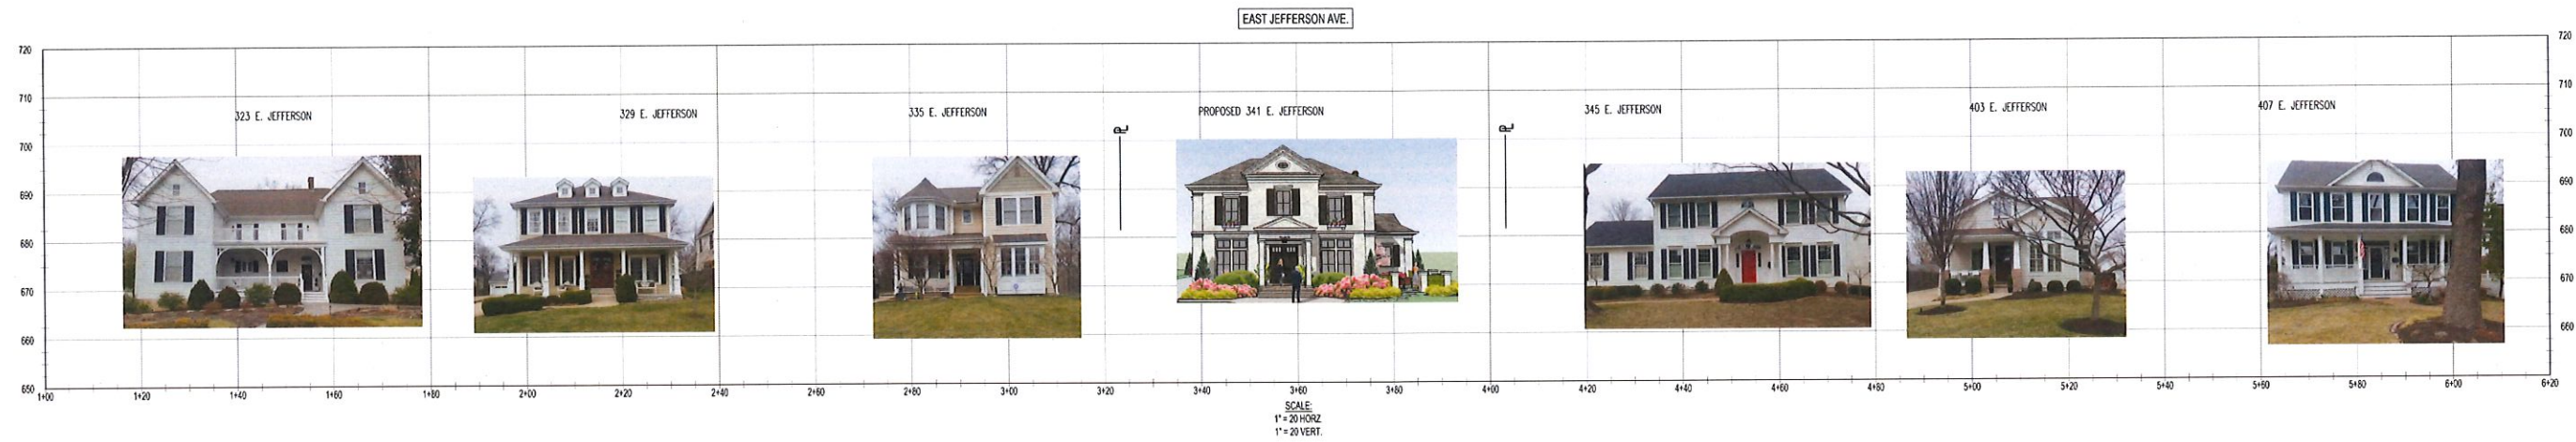 EAST JEFFERSON AVE.
720 720
710 710
323 E. JEFFERSON 329 E. JEFFERSON 335 E. JEFFERSON PROPOSED 341 E. JEFFERSON 345 E. JEFFERSON 403 E. JEFFERSON 407 E. JEFFERSON
700 700
690 690
680 680
670 670
660 660
650
1+00 1+20 1+40 1+60 1+80 2+00 2+20 2+40 2+60 2+80 3+00 3+20 3+40 3+60 3+80 4+00 4+20 4+40 4+60 4+80 5+00 5+20 5+40 5+60 5+80 6+00 6+20
SCALE:
1" = 20 HORZ
1" = 20 VERT.